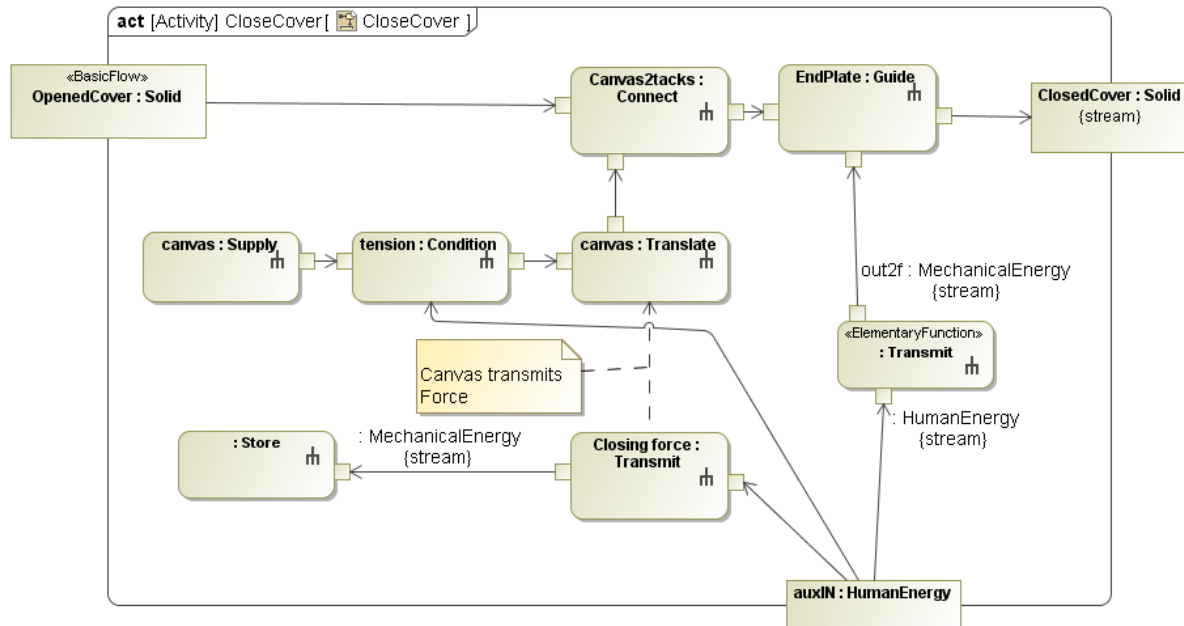 act [Activity] CloseCover [ CloseCover ]
«BasicFlow»
OpenedCover : Solid
Canvas2tacks :
Connect
EndPlate : Guide
ClosedCover : Solid
{stream}
canvas : Supply
tension : Condition
canvas : Translate
out2f : MechanicalEnergy
{stream}
«ElementaryFunction»
: Transmit
Canvas transmits
Force
: HumanEnergy
{stream}
: Store
: MechanicalEnergy
{stream}
Closing force :
Transmit
auxIN : HumanEnergy